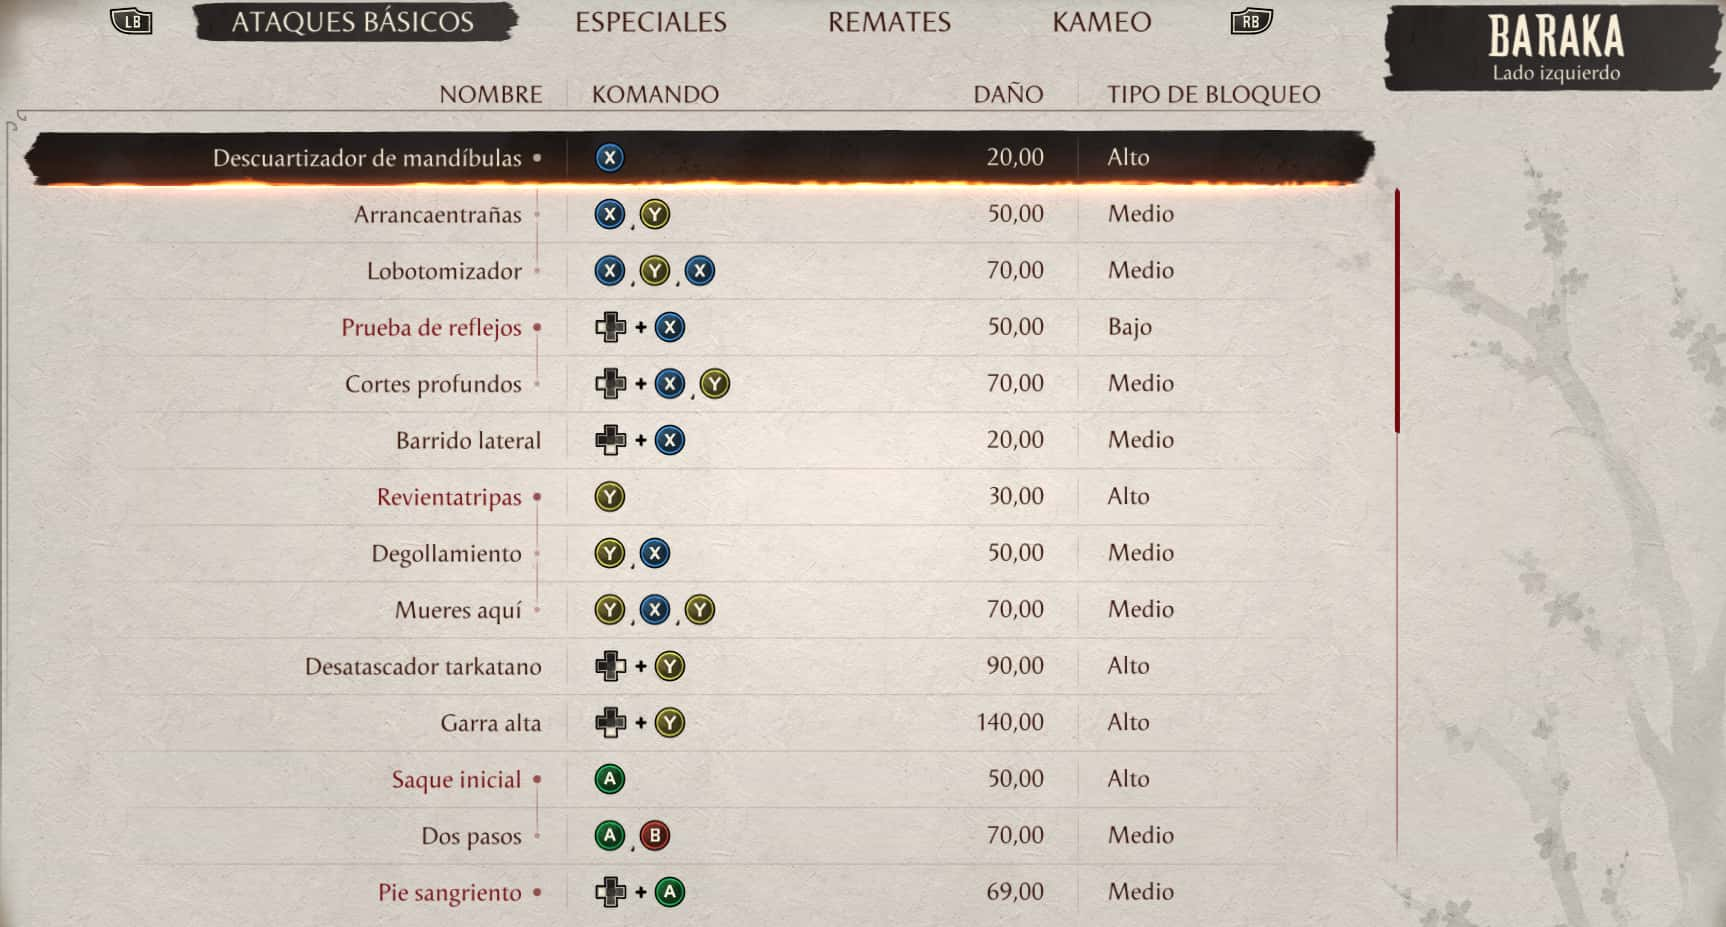 LB ATAQUES BÁSICOS ESPECIALES REMATES KAMEO RB
BARAKA
Lado izquierdo
NOMBRE KOMANDO DAÑO TIPO DE BLOQUEO
Descuartizador de mandíbulas X 20,00 Alto
Arrancaentrañas X , Y 50,00 Medio
Lobotomizador X , Y , X 70,00 Medio
Prueba de reflejos + X 50,00 Bajo
Cortes profundos + X , Y 70,00 Medio
Barrido lateral + X 20,00 Medio
Revientatripas Y 30,00 Alto
Degollamiento Y , X 50,00 Medio
Mueres aquí Y , X , Y 70,00 Medio
Desatascador tarkatano + Y 90,00 Alto
Garra alta + Y 140,00 Alto
Saque inicial A 50,00 Alto
Dos pasos A , B 70,00 Medio
Pie sangriento + A 69,00 Medio